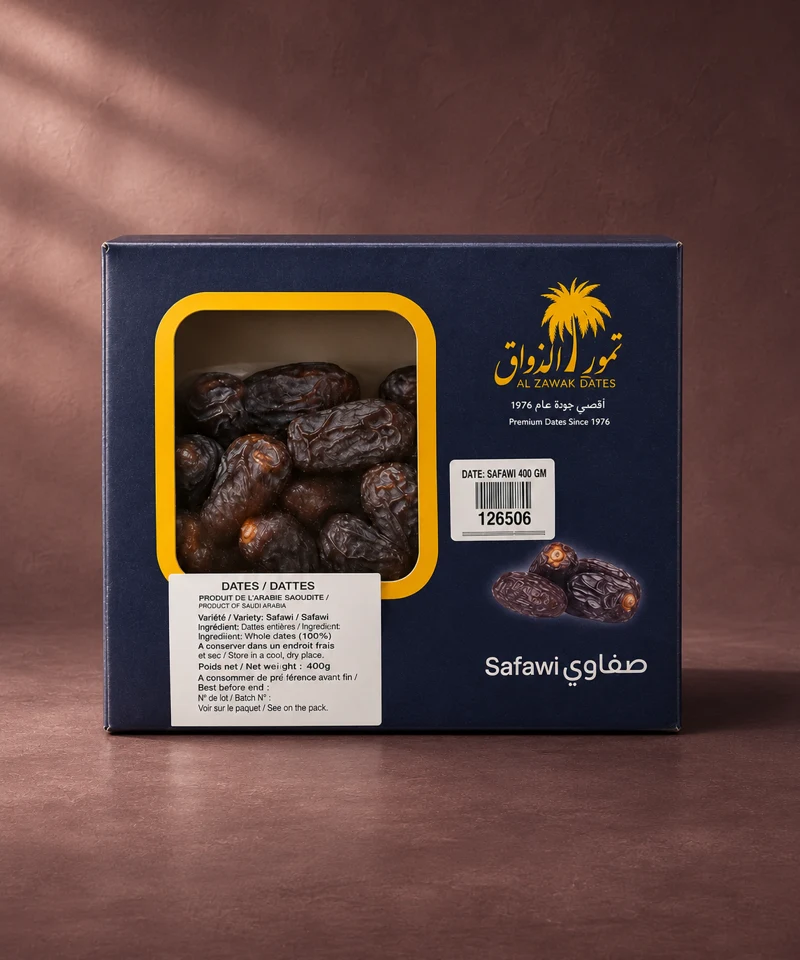 تمور الذواق
AL ZAWAK DATES
أقصي جودة عام 1976
Premium Dates Since 1976
DATE: SAFAWI 400 GM
126506
Safawi صفاوي
DATES / DATTES
PRODUIT DE L'ARABIE SAOUDITE /
PRODUCT OF SAUDI ARABIA
Variété / Variety: Safawi / Safawi
Ingrédient: Dattes entières / Ingredicnt:
Ingrediient: Whole dates (100%)
A conserver dans un endroit frais
et sec / Store in a cool, dry place.
Poids net / Net weight : 400g
A consommer de pré férence avant fin /
Best before end :
N° de lot / Batch N° :
Voir sur le paquet / See on the pack.